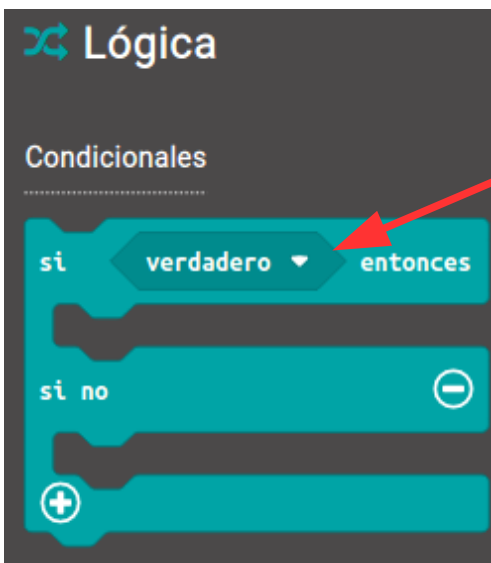 Lógica
Condicionales
si verdadero entonces
si no